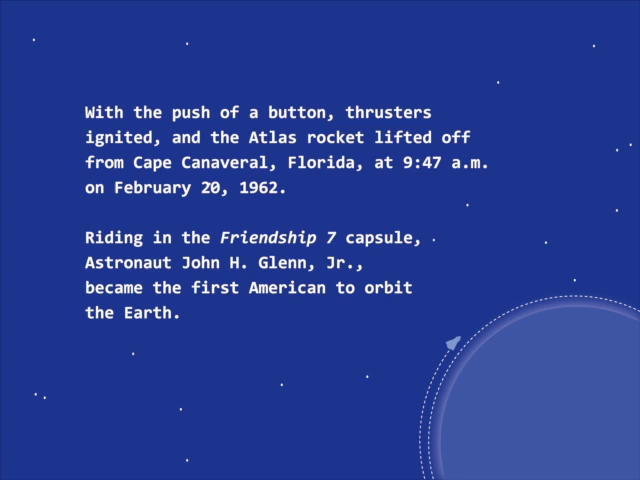 With the push of a button, thrusters
ignited, and the Atlas rocket lifted off
from Cape Canaveral, Florida, at 9:47 a.m.
on February 20, 1962.
Riding in the Friendship 7 capsule,
Astronaut John H. Glenn, Jr.,
became the first American to orbit
the Earth.